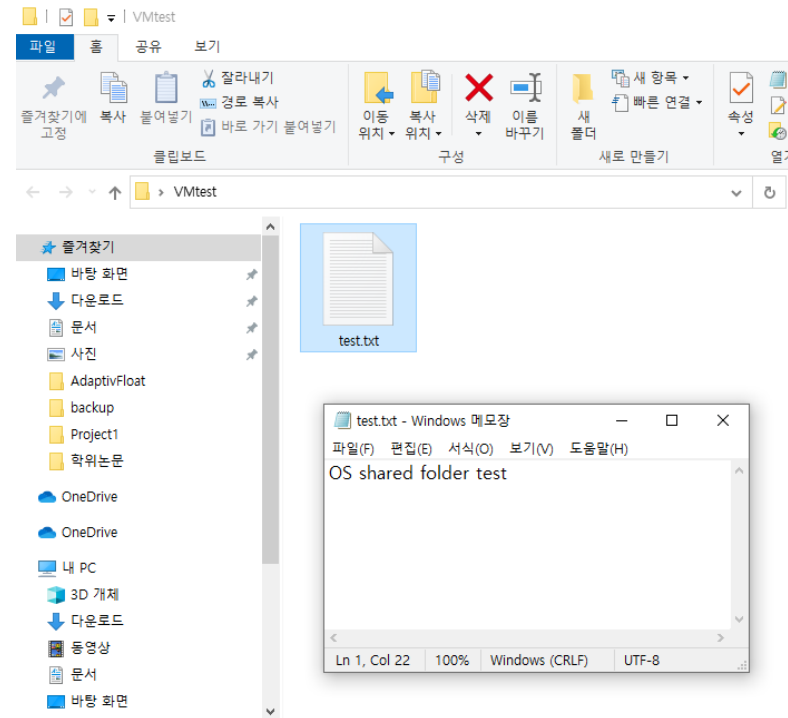 VMtest
파일 홈 공유 보기
즐겨찾기에 고정
복사
붙여넣기
잘라내기
경로 복사
바로 가기 붙여넣기
클립보드
이동 위치
복사 위치
삭제
이름 바꾸기
구성
새 폴더
새 항목
빠른 연결
새로 만들기
속성
VMtest
즐겨찾기
바탕 화면
다운로드
문서
사진
AdaptivFloat
backup
Project1
학위논문
OneDrive
OneDrive
내 PC
3D 개체
다운로드
동영상
문서
바탕 화면
test.txt
test.txt - Windows 메모장
파일(F) 편집(E) 서식(O) 보기(V) 도움말(H)
OS shared folder test
Ln 1, Col 22 100% Windows (CRLF) UTF-8